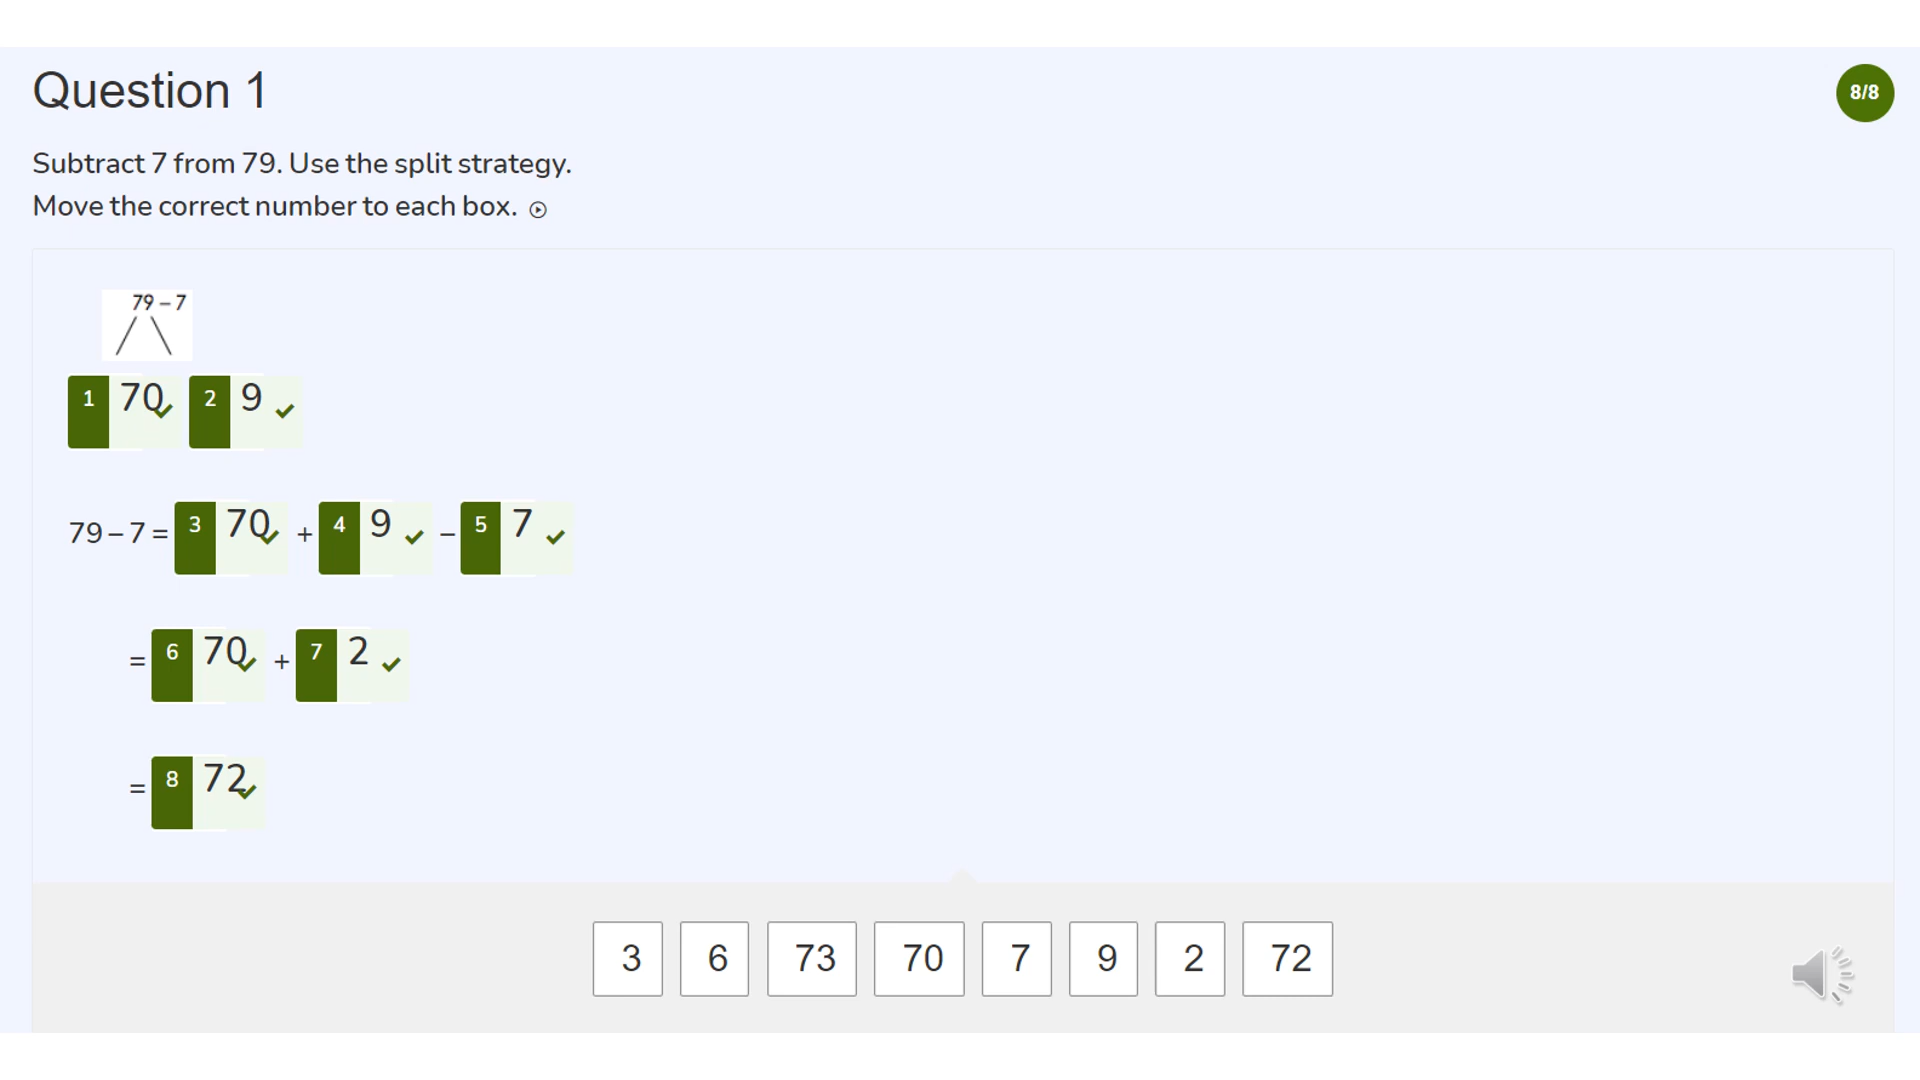 Question 1
8/8
Subtract 7 from 79. Use the split strategy.
Move the correct number to each box.
79 – 7
1 70 2 9
79 – 7 = 3 70 + 4 9 – 5 7
= 6 70 + 7 2
= 8 72
3 6 73 70 7 9 2 72